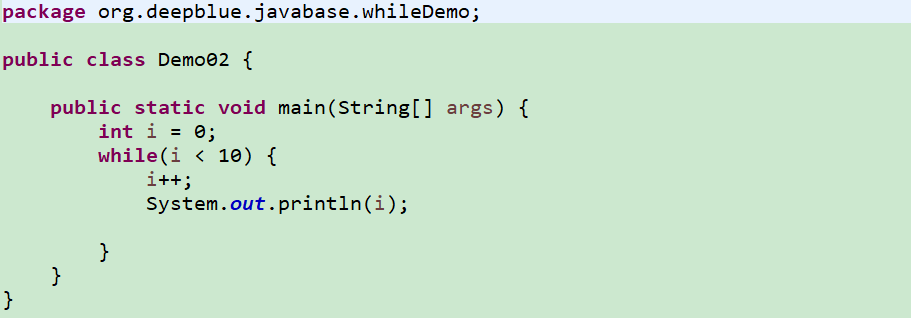 package org.deepblue.javabase.whileDemo;
public class Demo02 {
public static void main(String[] args) {
int i = 0;
while(i < 10) {
i++;
System.out.println(i);
}
}
}